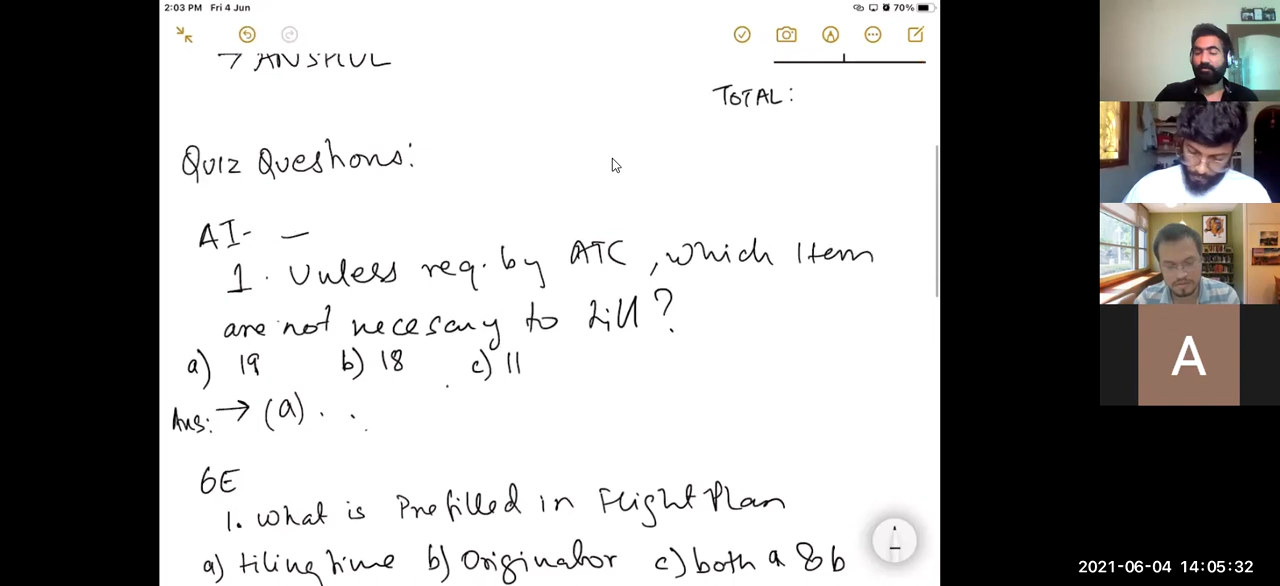 2:03 PM Fri 4 Jun
70%
→ ANSHUL
TOTAL:
Quiz Questions:
AI- —
1. Unless req. by ATC, which Item
are not necesary to fill?
a) 19 b) 18 c) 11
Ans: → (a).
6E
1. What is Prefilled in Flight Plan
a) filing time b) Originator c) both a & b
A
2021-06-04 14:05:32